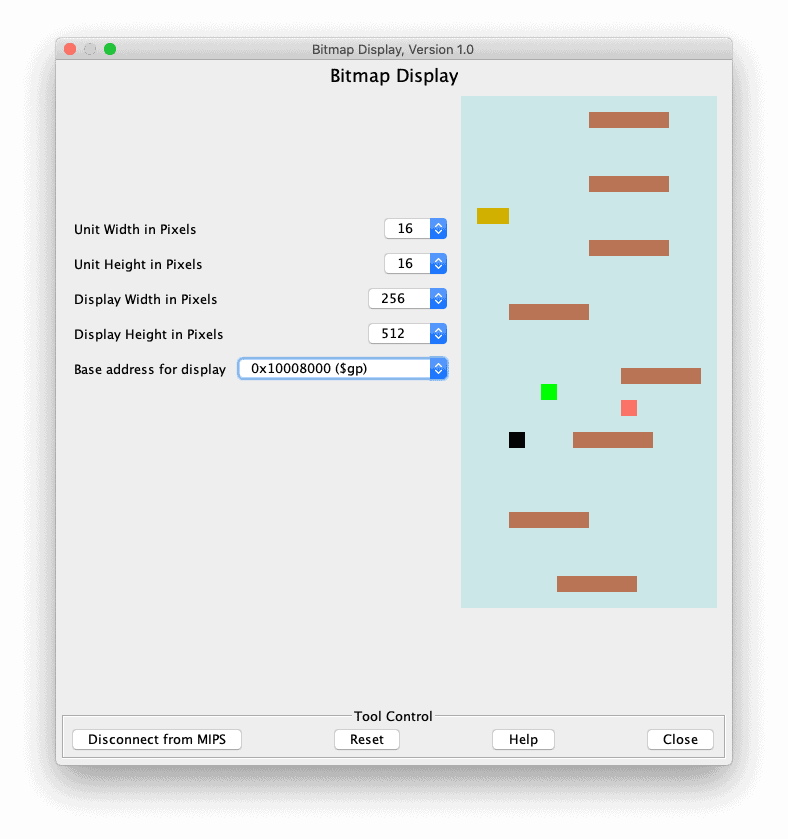 Bitmap Display, Version 1.0
Bitmap Display
Unit Width in Pixels 16
Unit Height in Pixels 16
Display Width in Pixels 256
Display Height in Pixels 512
Base address for display 0x10008000 ($gp)
Tool Control
Disconnect from MIPS Reset Help Close